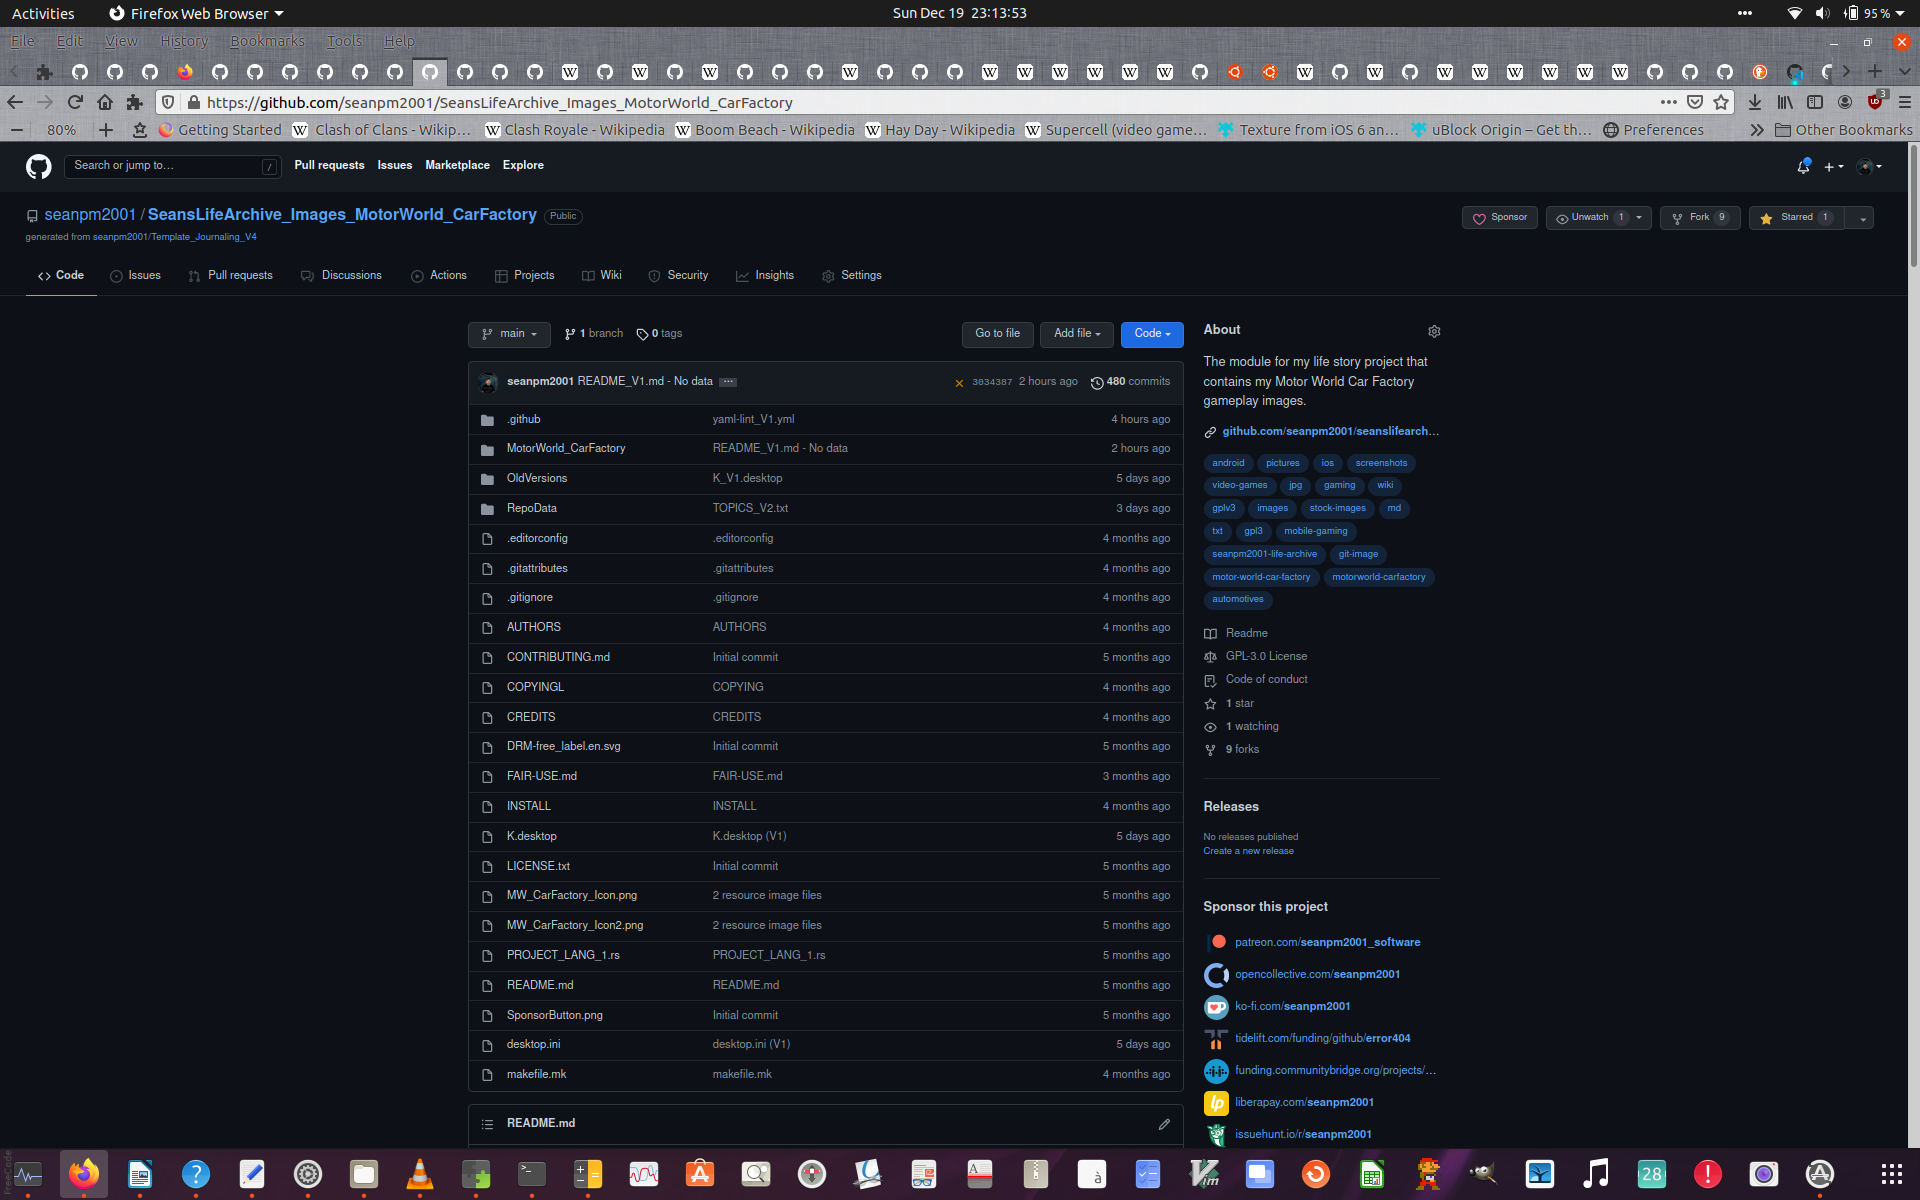 Activities Firefox Web Browser Sun Dec 19 23:13:53 95 %
File Edit View History Bookmarks Tools Help
https://github.com/seanpm2001/SeansLifeArchive_Images_MotorWorld_CarFactory 3
80% Getting Started Clash of Clans - Wikip… Clash Royale - Wikipedia Boom Beach - Wikipedia Hay Day - Wikipedia Supercell (video game… Texture from iOS 6 an… uBlock Origin – Get th… Preferences Other Bookmarks
Search or jump to… / Pull requests Issues Marketplace Explore
seanpm2001 / SeansLifeArchive_Images_MotorWorld_CarFactory Public
Sponsor Unwatch 1 Fork 9 Starred 1
generated from seanpm2001/Template_Journaling_V4
Code Issues Pull requests Discussions Actions Projects Wiki Security Insights Settings
main 1 branch 0 tags Go to file Add file Code
seanpm2001 README_V1.md - No data 3034387 2 hours ago 480 commits
.github yaml-lint_V1.yml 4 hours ago
MotorWorld_CarFactory README_V1.md - No data 2 hours ago
OldVersions K_V1.desktop 5 days ago
RepoData TOPICS_V2.txt 3 days ago
.editorconfig .editorconfig 4 months ago
.gitattributes .gitattributes 4 months ago
.gitignore .gitignore 4 months ago
AUTHORS AUTHORS 4 months ago
CONTRIBUTING.md Initial commit 5 months ago
COPYINGL COPYING 4 months ago
CREDITS CREDITS 4 months ago
DRM-free_label.en.svg Initial commit 5 months ago
FAIR-USE.md FAIR-USE.md 3 months ago
INSTALL INSTALL 4 months ago
K.desktop K.desktop (V1) 5 days ago
LICENSE.txt Initial commit 5 months ago
MW_CarFactory_Icon.png 2 resource image files 5 months ago
MW_CarFactory_Icon2.png 2 resource image files 5 months ago
PROJECT_LANG_1.rs PROJECT_LANG_1.rs 5 months ago
README.md README.md 5 months ago
SponsorButton.png Initial commit 5 months ago
desktop.ini desktop.ini (V1) 5 days ago
makefile.mk makefile.mk 4 months ago
README.md
About
The module for my life story project that
contains my Motor World Car Factory
gameplay images.
github.com/seanpm2001/seanslifearch…
android pictures ios screenshots
video-games jpg gaming wiki
gplv3 images stock-images md
txt gpl3 mobile-gaming
seanpm2001-life-archive git-image
motor-world-car-factory motorworld-carfactory
automotives
Readme
GPL-3.0 License
Code of conduct
1 star
1 watching
9 forks
Releases
No releases published
Create a new release
Sponsor this project
patreon.com/seanpm2001_software
opencollective.com/seanpm2001
ko-fi.com/seanpm2001
tidelift.com/funding/github/error404
funding.communitybridge.org/projects/…
liberapay.com/seanpm2001
issuehunt.io/r/seanpm2001
28